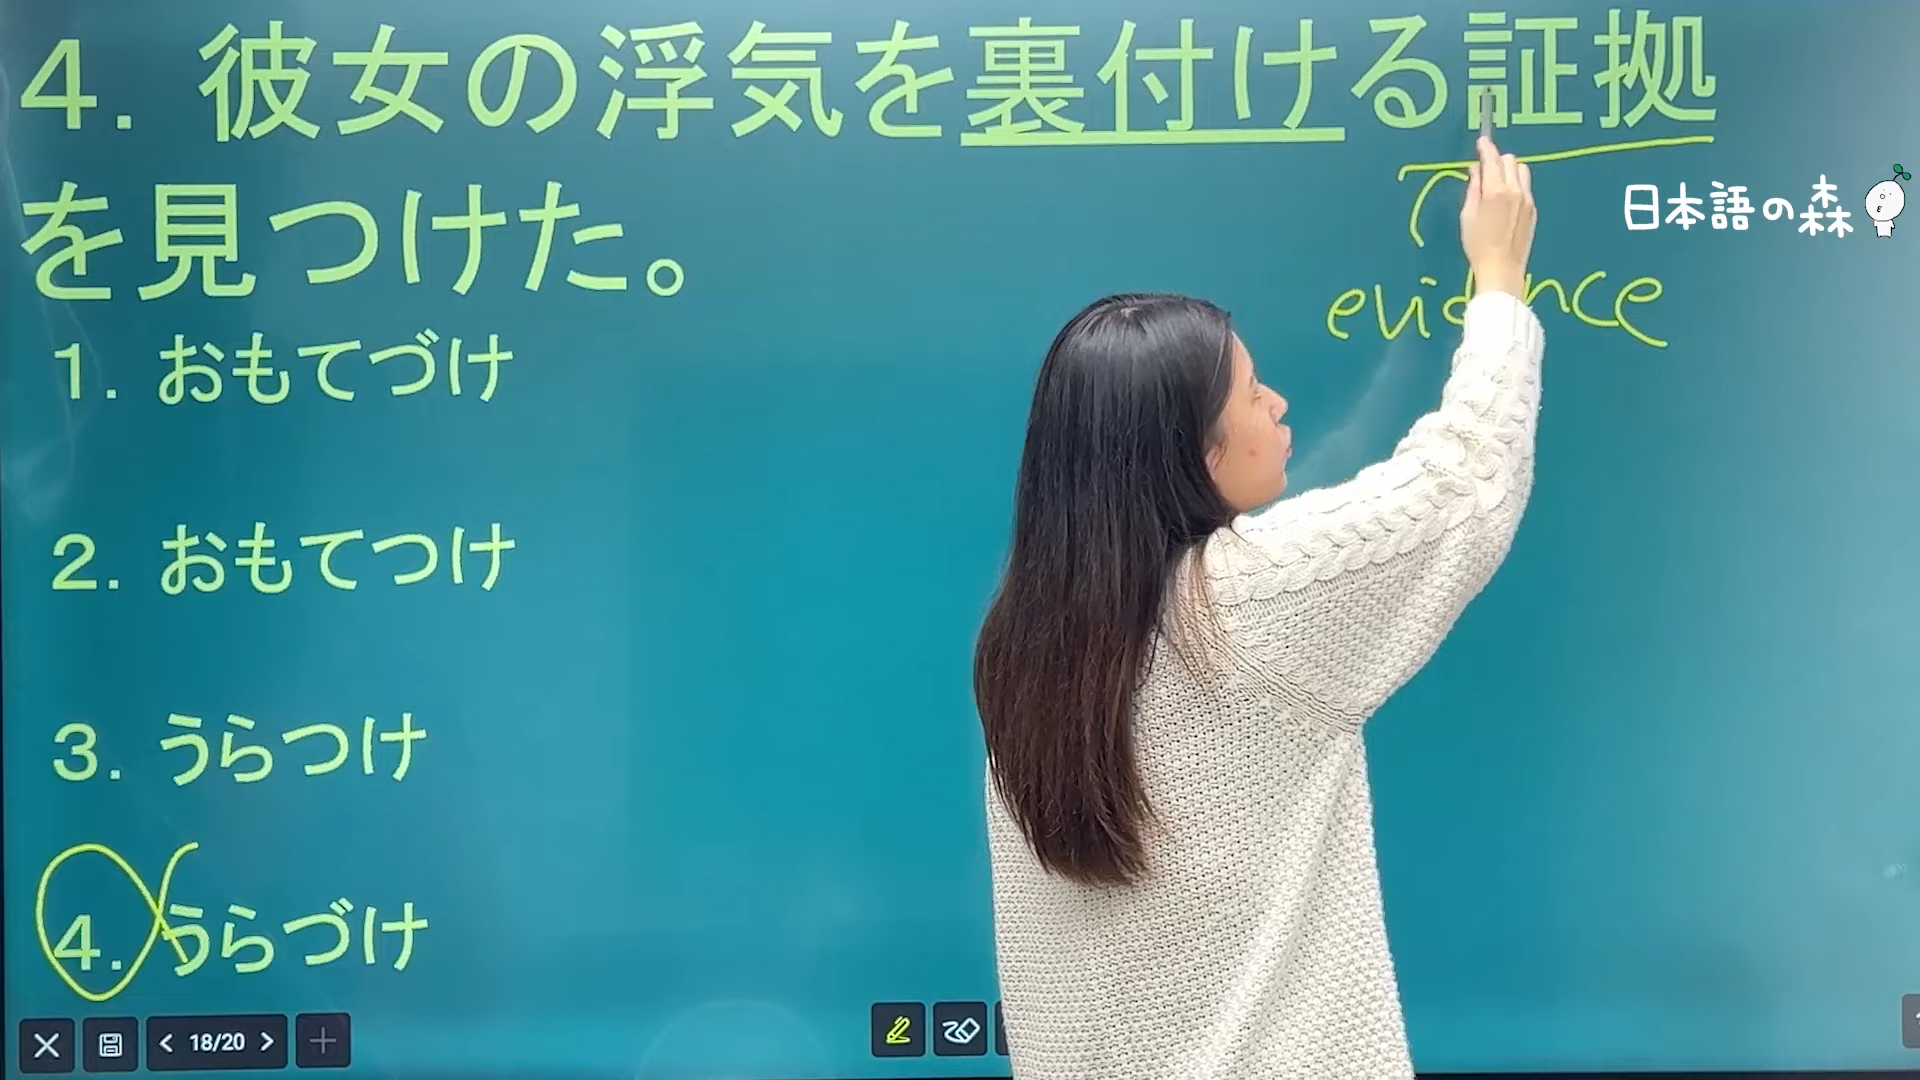 4. 彼女の浮気を裏付ける証拠
を見つけた。
日本語の森
evidence
1. おもてづけ
2. おもてつけ
3. うらつけ
4. うらづけ
18/20